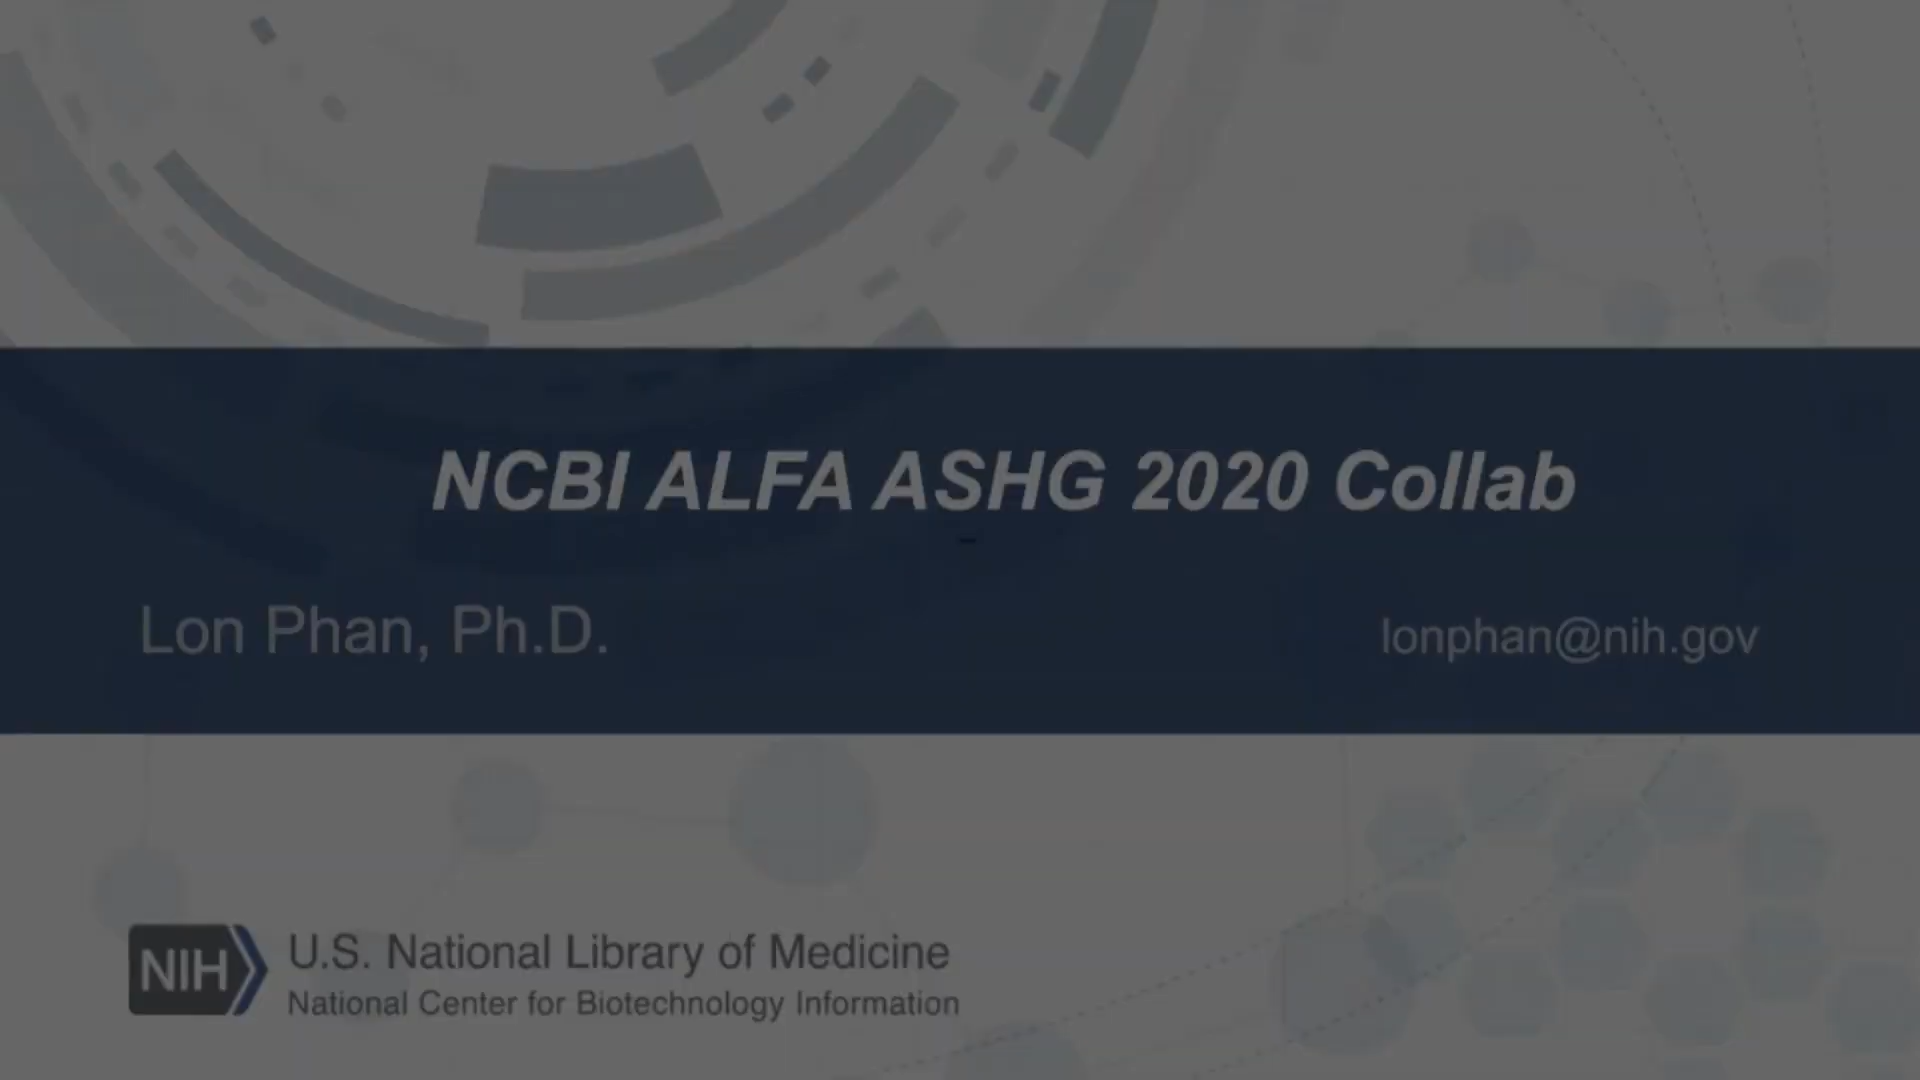 NCBI ALFA ASHG 2020 Collab
Lon Phan, Ph.D.
lonphan@nih.gov
NIH
U.S. National Library of Medicine
National Center for Biotechnology Information